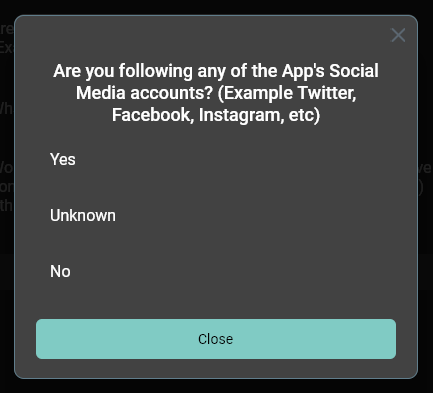 Are you following any of the App's Social
Media accounts? (Example Twitter,
Facebook, Instagram, etc)
Yes
Unknown
No
Close